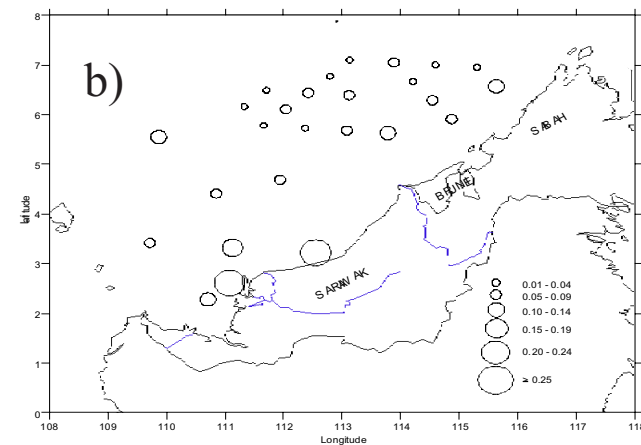 b)
8
7
6
5
4
3
2
1
0
latitude
SABAH
BRUNEI
SARAWAK
0.01 - 0.04
0.05 - 0.09
0.10 - 0.14
0.15 - 0.19
0.20 - 0.24
≥ 0.25
108 109 110 111 112 113 114 115 116 117 118
Longitude